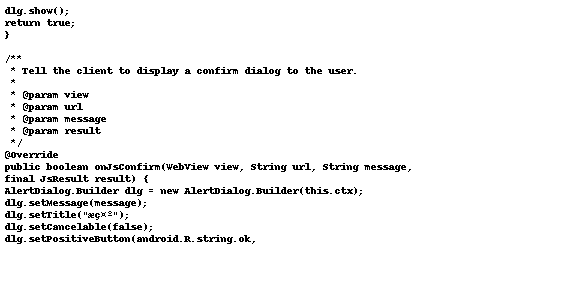 dlg.show();
return true;
}
/**
* Tell the client to display a confirm dialog to the user.
*
* @param view
* @param url
* @param message
* @param result
*/
@Override
public boolean onJsConfirm(WebView view, String url, String message,
final JsResult result) {
AlertDialog.Builder dlg = new AlertDialog.Builder(this.ctx);
dlg.setMessage(message);
dlg.setTitle("æç¤º");
dlg.setCancelable(false);
dlg.setPositiveButton(android.R.string.ok,